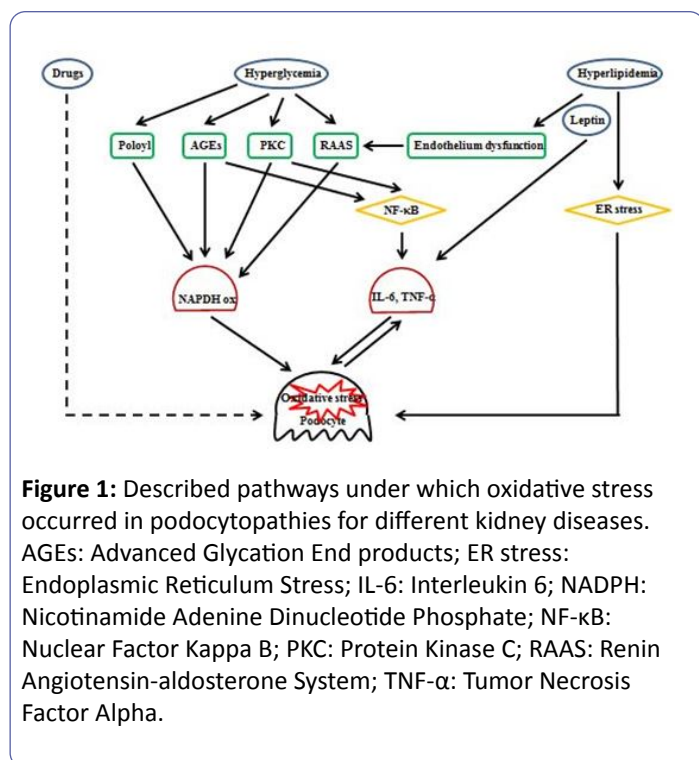 Drugs
Hyperglycemia
Hyperlipidemia
Leptin
Poloyl
AGEs
PKC
RAAS
Endothelium dysfunction
NF-κB
ER stress
NAPDH ox
IL-6, TNF-α
Oxidative stress
Podocyte
Figure 1: Described pathways under which oxidative stress
occurred in podocytopathies for different kidney diseases.
AGEs: Advanced Glycation End products; ER stress:
Endoplasmic Reticulum Stress; IL-6: Interleukin 6; NADPH:
Nicotinamide Adenine Dinucleotide Phosphate; NF-κB:
Nuclear Factor Kappa B; PKC: Protein Kinase C; RAAS: Renin
Angiotensin-aldosterone System; TNF-α: Tumor Necrosis
Factor Alpha.